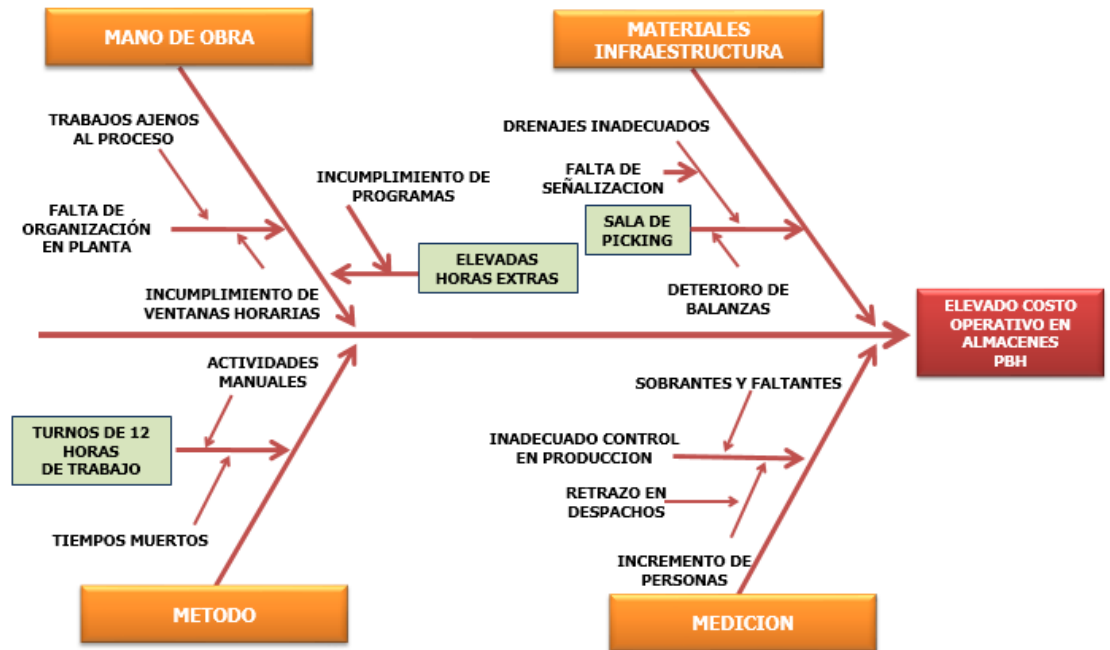 MANO DE OBRA
MATERIALES
INFRAESTRUCTURA
TRABAJOS AJENOS
AL PROCESO
DRENAJES INADECUADOS
INCUMPLIMIENTO DE
PROGRAMAS
FALTA DE
SEÑALIZACION
FALTA DE
ORGANIZACIÓN
EN PLANTA
SALA DE
PICKING
ELEVADAS
HORAS EXTRAS
INCUMPLIMIENTO DE
VENTANAS HORARIAS
DETERIORO DE
BALANZAS
ELEVADO COSTO
OPERATIVO EN
ALMACENES
PBH
ACTIVIDADES
MANUALES
SOBRANTES Y FALTANTES
TURNOS DE 12
HORAS
DE TRABAJO
INADECUADO CONTROL
EN PRODUCCION
RETRAZO EN
DESPACHOS
TIEMPOS MUERTOS
INCREMENTO DE
PERSONAS
METODO
MEDICION